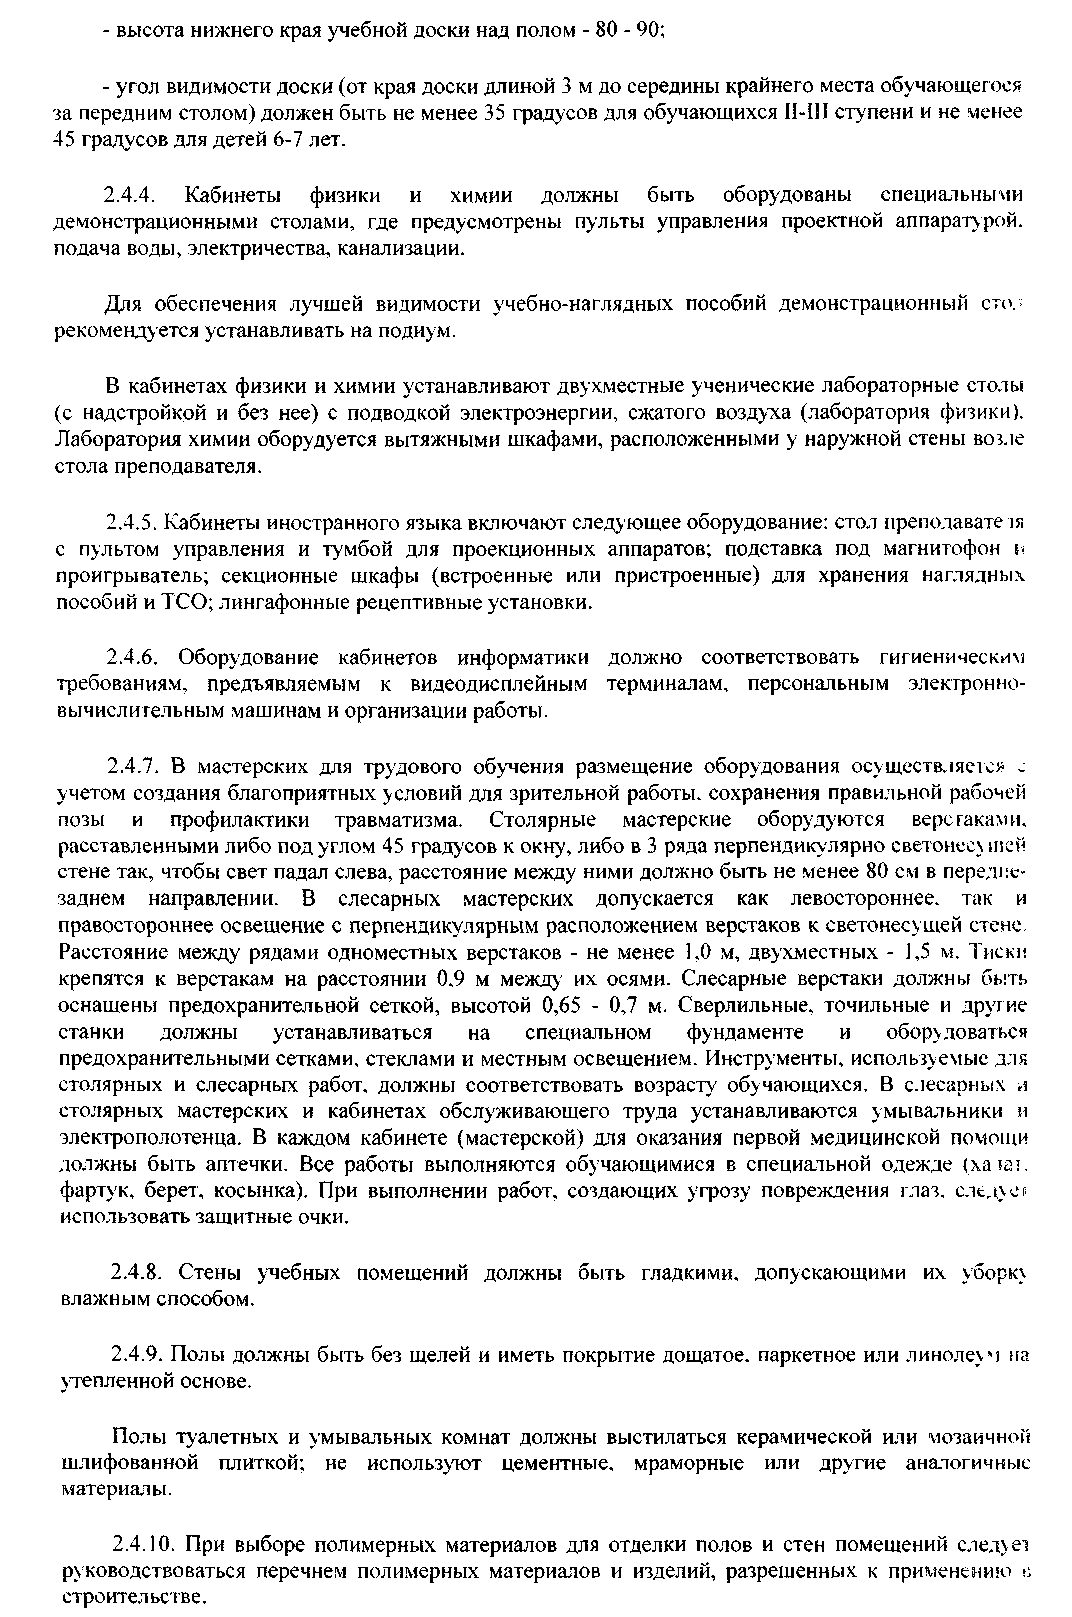 - высота нижнего края учебной доски над полом - 80 - 90;
- угол видимости доски (от края доски длиной 3 м до середины крайнего места обучающегося
за передним столом) должен быть не менее 35 градусов для обучающихся II-III ступени и не менее
45 градусов для детей 6-7 лет.
2.4.4. Кабинеты физики и химии должны быть оборудованы специальными
демонстрационными столами, где предусмотрены пульты управления проектной аппаратурой.
подача воды, электричества, канализации.
Для обеспечения лучшей видимости учебно-наглядных пособий демонстрационный стол
рекомендуется устанавливать на подиум.
В кабинетах физики и химии устанавливают двухместные ученические лабораторные столы
(с надстройкой и без нее) с подводкой электроэнергии, сжатого воздуха (лаборатория физики).
Лаборатория химии оборудуется вытяжными шкафами, расположенными у наружной стены возле
стола преподавателя.
2.4.5. Кабинеты иностранного языка включают следующее оборудование: стол преподавателя
с пультом управления и тумбой для проекционных аппаратов; подставка под магнитофон и
проигрыватель; секционные шкафы (встроенные или пристроенные) для хранения наглядных
пособий и ТСО; лингафонные рецептивные установки.
2.4.6. Оборудование кабинетов информатики должно соответствовать гигиеническим
требованиям, предъявляемым к видеодисплейным терминалам, персональным электронно-
вычислительным машинам и организации работы.
2.4.7. В мастерских для трудового обучения размещение оборудования осуществляется с
учетом создания благоприятных условий для зрительной работы, сохранения правильной рабочей
позы и профилактики травматизма. Столярные мастерские оборудуются верстаками,
расставленными либо под углом 45 градусов к окну, либо в 3 ряда перпендикулярно светонесущей
стене так, чтобы свет падал слева, расстояние между ними должно быть не менее 80 см в передне-
заднем направлении. В слесарных мастерских допускается как левостороннее, так и
правостороннее освещение с перпендикулярным расположением верстаков к светонесущей стене.
Расстояние между рядами одноместных верстаков - не менее 1,0 м, двухместных - 1,5 м. Тиски
крепятся к верстакам на расстоянии 0,9 м между их осями. Слесарные верстаки должны быть
оснащены предохранительной сеткой, высотой 0,65 - 0,7 м. Сверлильные, точильные и другие
станки должны устанавливаться на специальном фундаменте и оборудоваться
предохранительными сетками, стеклами и местным освещением. Инструменты, используемые для
столярных и слесарных работ, должны соответствовать возрасту обучающихся. В слесарных и
столярных мастерских и кабинетах обслуживающего труда устанавливаются умывальники и
электрополотенца. В каждом кабинете (мастерской) для оказания первой медицинской помощи
должны быть аптечки. Все работы выполняются обучающимися в специальной одежде (халат,
фартук, берет, косынка). При выполнении работ, создающих угрозу повреждения глаз, следует
использовать защитные очки.
2.4.8. Стены учебных помещений должны быть гладкими, допускающими их уборку
влажным способом.
2.4.9. Полы должны быть без щелей и иметь покрытие дощатое, паркетное или линолеум на
утепленной основе.
Полы туалетных и умывальных комнат должны выстилаться керамической или мозаичной
шлифованной плиткой; не используют цементные, мраморные или другие аналогичные
материалы.
2.4.10. При выборе полимерных материалов для отделки полов и стен помещений следует
руководствоваться перечнем полимерных материалов и изделий, разрешенных к применению в
строительстве.